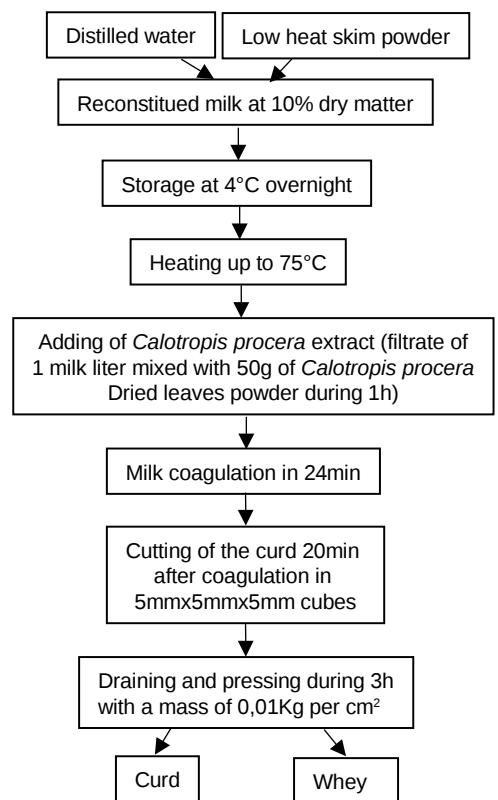 Distilled water
Low heat skim powder
Reconstitued milk at 10% dry matter
Storage at 4°C overnight
Heating up to 75°C
Adding of Calotropis procera extract (filtrate of
1 milk liter mixed with 50g of Calotropis procera
Dried leaves powder during 1h)
Milk coagulation in 24min
Cutting of the curd 20min
after coagulation in
5mmx5mmx5mm cubes
Draining and pressing during 3h
with a mass of 0,01Kg per cm²
Curd
Whey